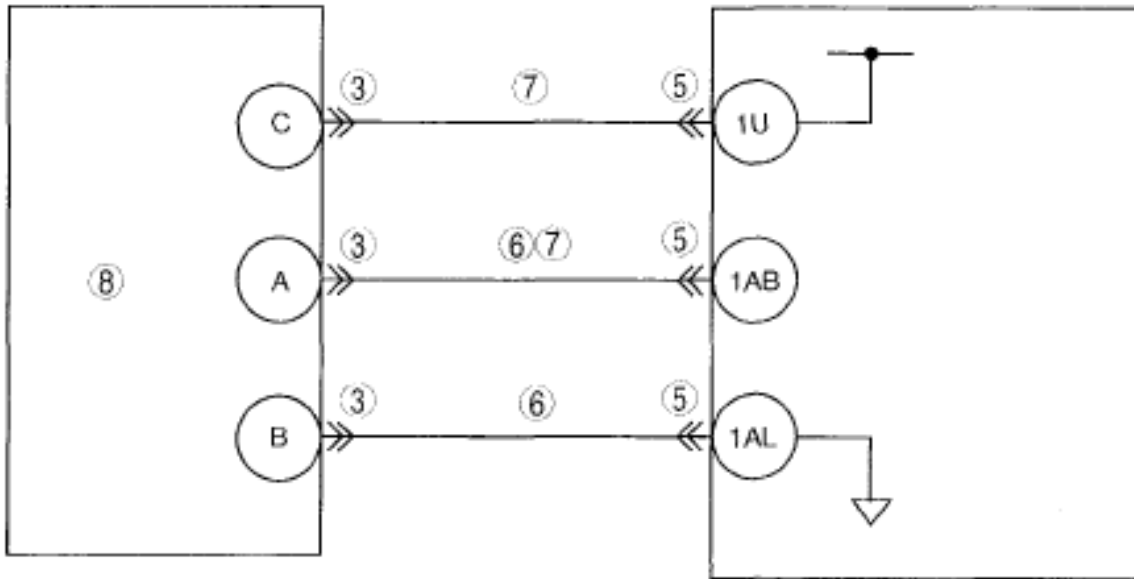 ③ ⑦ ⑤
C 1U
③ ⑥⑦ ⑤
⑧ A 1AB
③ ⑥ ⑤
B 1AL